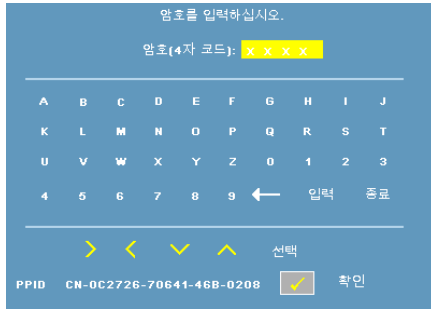 암호를 입력하십시오.
암호(4자 코드): X X X X
A B C D E F G H I J
K L M N O P Q R S T
U V W X Y Z 0 1 2 3
4 5 6 7 8 9 ← 입력 종료
> < ∨ ∧ 선택
PPID CN-0C2726-70641-46B-0208 ✓ 확인